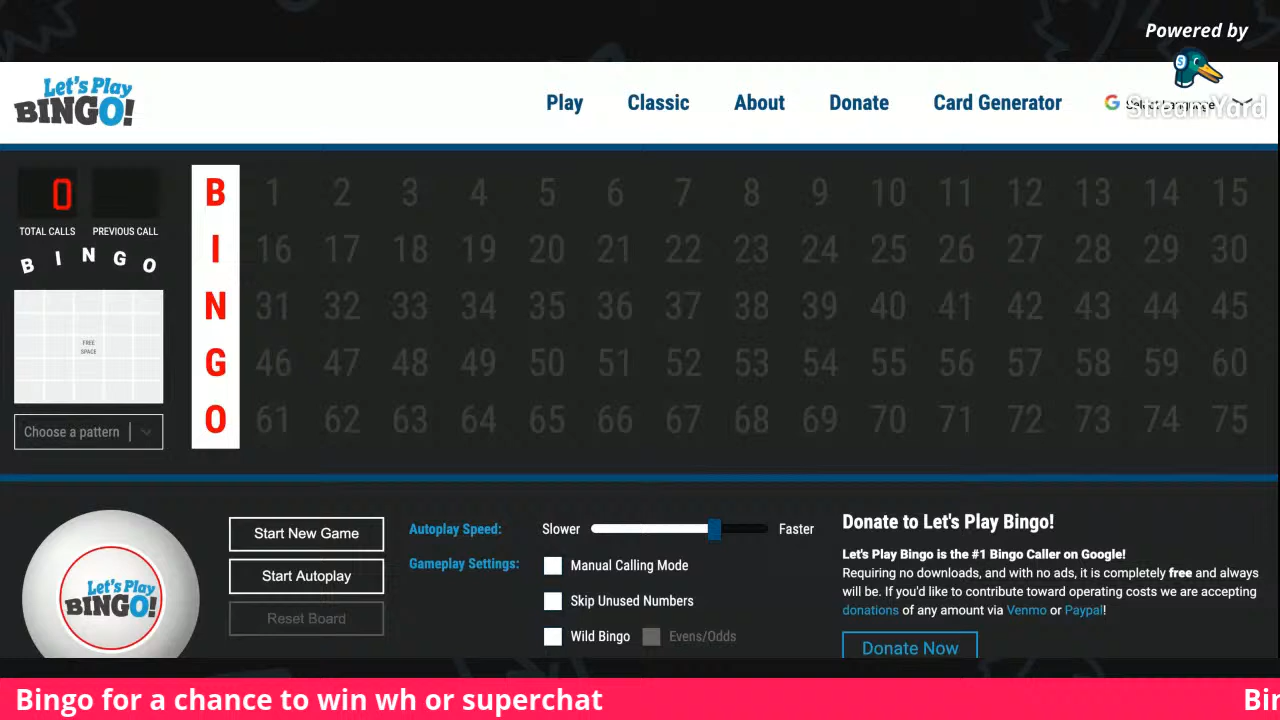 Powered by
StreamYard
Let's Play
BINGO!
Play Classic About Donate Card Generator Select Language
0
TOTAL CALLS PREVIOUS CALL
B I N G O
FREE
SPACE
Choose a pattern
B 1 2 3 4 5 6 7 8 9 10 11 12 13 14 15
I 16 17 18 19 20 21 22 23 24 25 26 27 28 29 30
N 31 32 33 34 35 36 37 38 39 40 41 42 43 44 45
G 46 47 48 49 50 51 52 53 54 55 56 57 58 59 60
O 61 62 63 64 65 66 67 68 69 70 71 72 73 74 75
Let's Play
BINGO!
Start New Game
Start Autoplay
Reset Board
Autoplay Speed: Slower Faster
Gameplay Settings: Manual Calling Mode
Skip Unused Numbers
Wild Bingo Evens/Odds
Donate to Let's Play Bingo!
Let's Play Bingo is the #1 Bingo Caller on Google!
Requiring no downloads, and with no ads, it is completely free and always
will be. If you'd like to contribute toward operating costs we are accepting
donations of any amount via Venmo or Paypal!
Donate Now
Bingo for a chance to win wh or superchat Bin